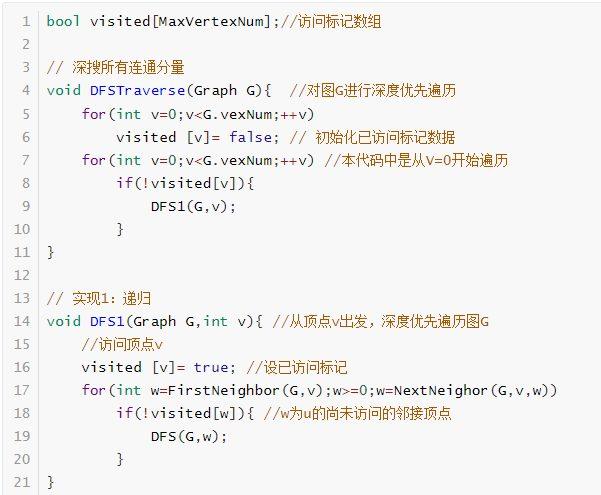 1 bool visited[MaxVertexNum];//访问标记数组
2
3 // 深搜所有连通分量
4 void DFSTraverse(Graph G){  //对图G进行深度优先遍历
5     for(int v=0;v<G.vexNum;++v)
6         visited [v]= false; // 初始化已访问标记数据
7     for(int v=0;v<G.vexNum;++v) //本代码中是从V=0开始遍历
8         if(!visited[v]){
9             DFS1(G,v);
10         }
11 }
12
13 // 实现1：递归
14 void DFS1(Graph G,int v){ //从顶点v出发，深度优先遍历图G
15     //访问顶点v
16     visited [v]= true; //设已访问标记
17     for(int w=FirstNeighbor(G,v);w>=0;w=NextNeighor(G,v,w))
18         if(!visited[w]){ //w为u的尚未访问的邻接顶点
19             DFS(G,w);
20         }
21 }